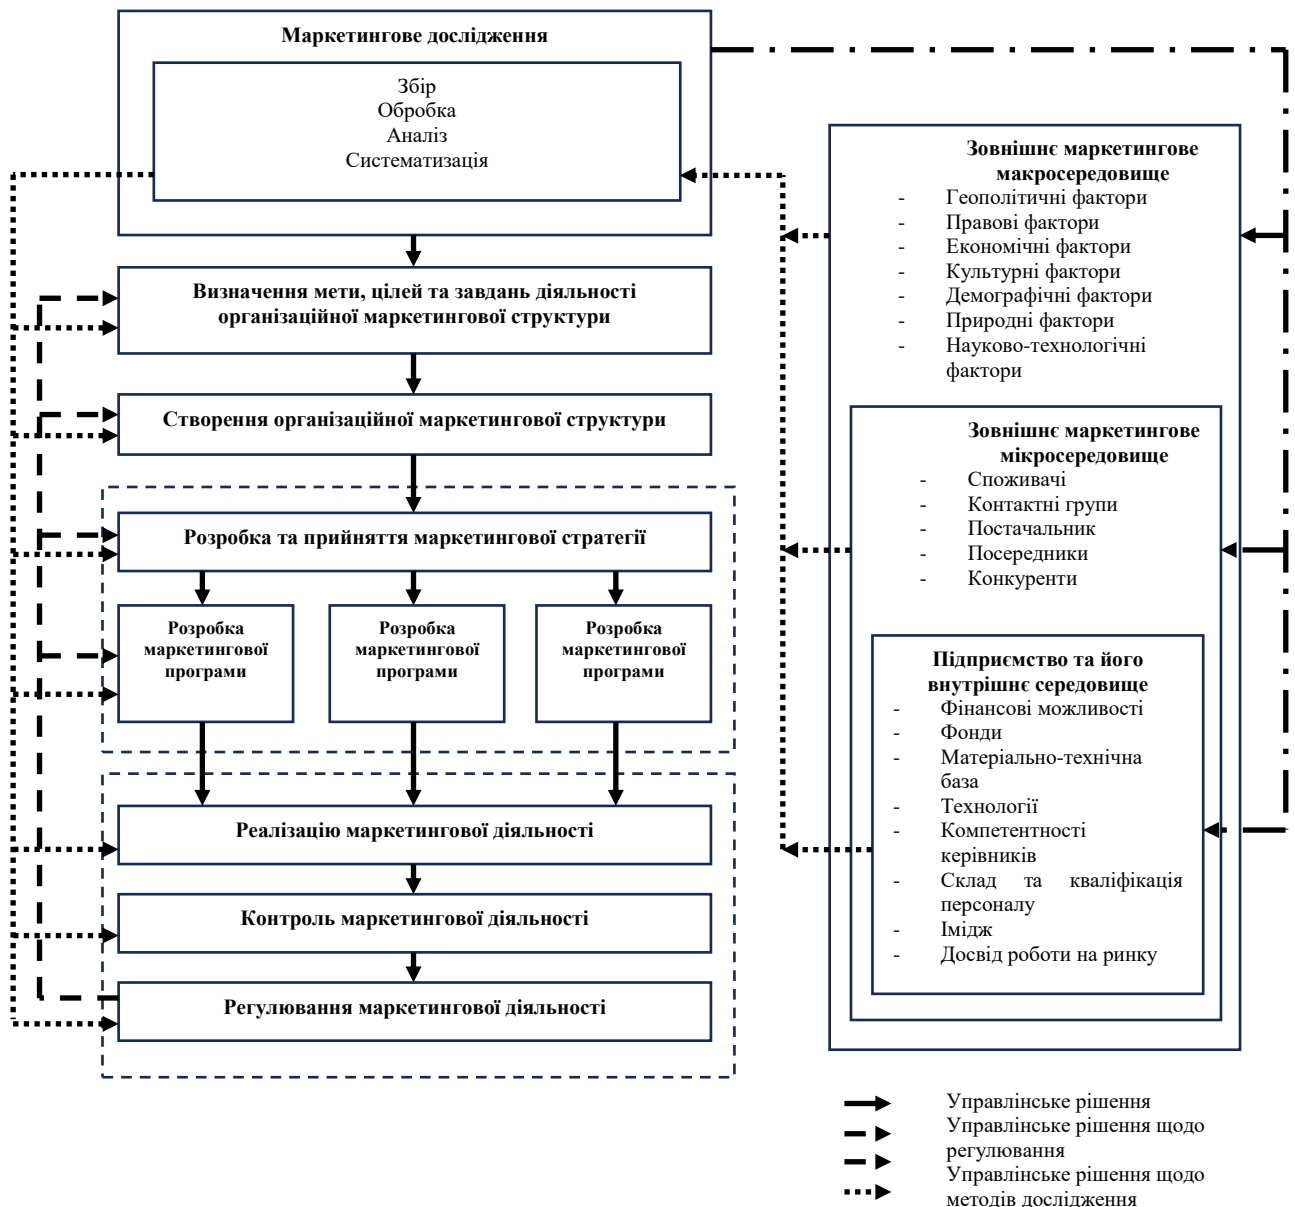 Маркетингове дослідження
Збір
Обробка
Аналіз
Систематизація
Визначення мети, цілей та завдань діяльності
організаційної маркетингової структури
Створення організаційної маркетингової структури
Розробка та прийняття маркетингової стратегії
Розробка
маркетингової
програми
Розробка
маркетингової
програми
Розробка
маркетингової
програми
Реалізацію маркетингової діяльності
Контроль маркетингової діяльності
Регулювання маркетингової діяльності
Зовнішнє маркетингове
макросередовище
- Геополітичні фактори
- Правові фактори
- Економічні фактори
- Культурні фактори
- Демографічні фактори
- Природні фактори
- Науково-технологічні
фактори
Зовнішнє маркетингове
мікросередовище
- Споживачі
- Контактні групи
- Постачальник
- Посередники
- Конкуренти
Підприємство та його
внутрішнє середовище
- Фінансові можливості
- Фонди
- Матеріально-технічна
база
- Технології
- Компетентності
керівників
- Склад та кваліфікація
персоналу
- Імідж
- Досвід роботи на ринку
Управлінське рішення
Управлінське рішення щодо
регулювання
Управлінське рішення щодо
методів дослідження